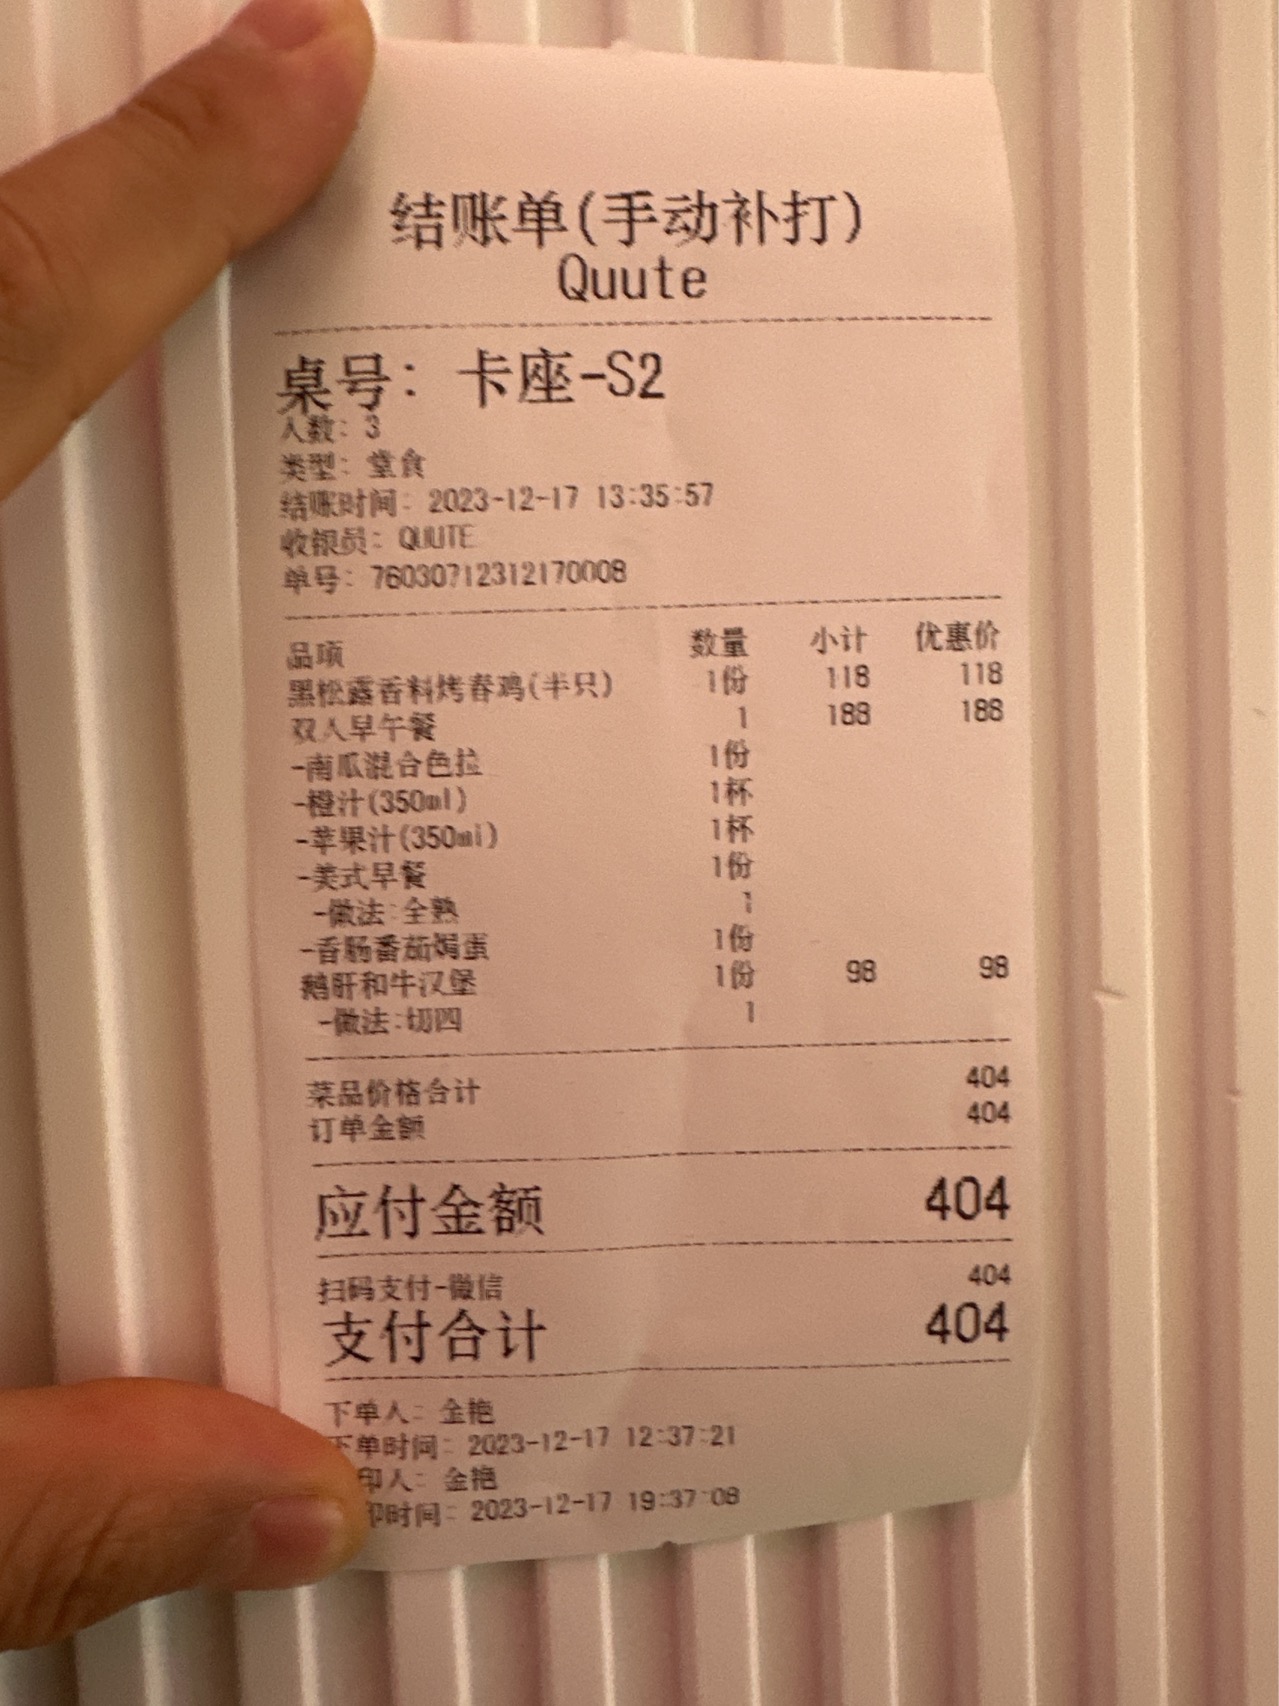 结账单(手动补打)
Quute
桌号: 卡座-S2
人数: 3
类型: 堂食
结账时间: 2023-12-17 13:35:57
收银员: QUUTE
单号: 76030712312170008
品项 数量 小计 优惠价
黑松露香料烤春鸡(半只) 1份 118 118
双人早午餐 1 188 188
-南瓜混合色拉 1份
-橙汁(350ml) 1杯
-苹果汁(350ml) 1杯
-美式早餐 1份
-做法:全熟 1
-香肠番茄焗蛋 1份
鹅肝和牛汉堡 1份 98 98
-做法:切四 1
菜品价格合计 404
订单金额 404
应付金额 404
扫码支付-微信 404
支付合计 404
下单人: 金艳
下单时间: 2023-12-17 12:37:21
印人: 金艳
印时间: 2023-12-17 19:37:08